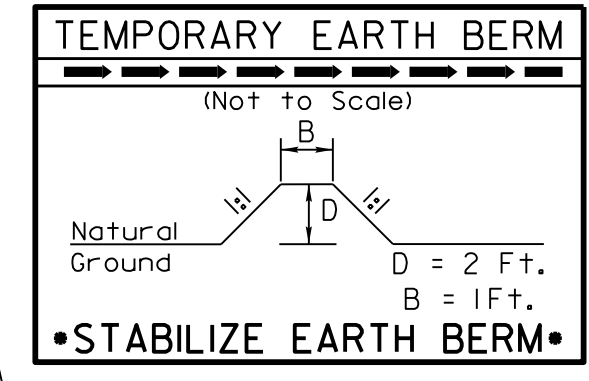 TEMPORARY EARTH BERM
(Not to Scale)
B
1:1
1:1
D
Natural
Ground
D = 2 Ft.
B = 1Ft.
*STABILIZE EARTH BERM*